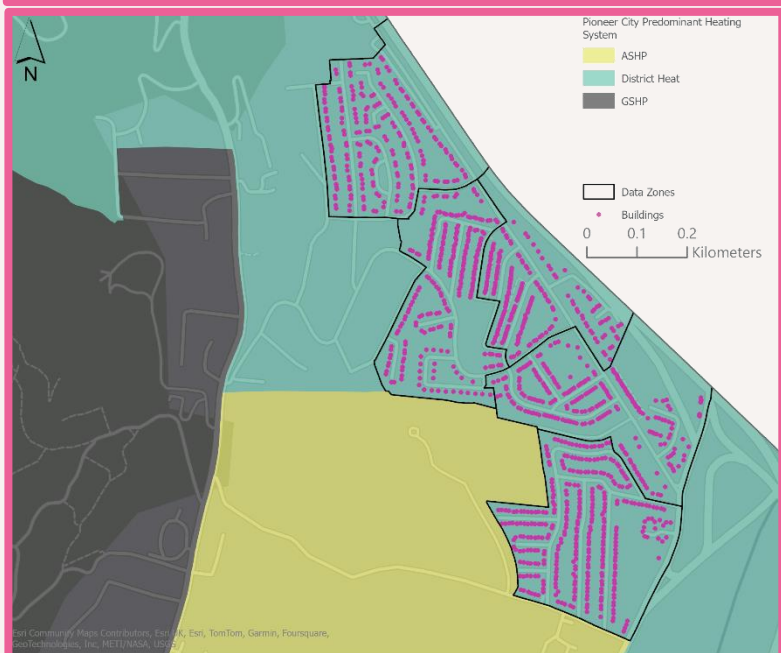 Pioneer City Predominant Heating
System
ASHP
District Heat
GSHP
N
Data Zones
Buildings
0 0.1 0.2
Kilometers
Esri Community Maps Contributors, Esri UK, Esri, TomTom, Garmin, Foursquare,
GeoTechnologies, Inc, METI/NASA, USGS